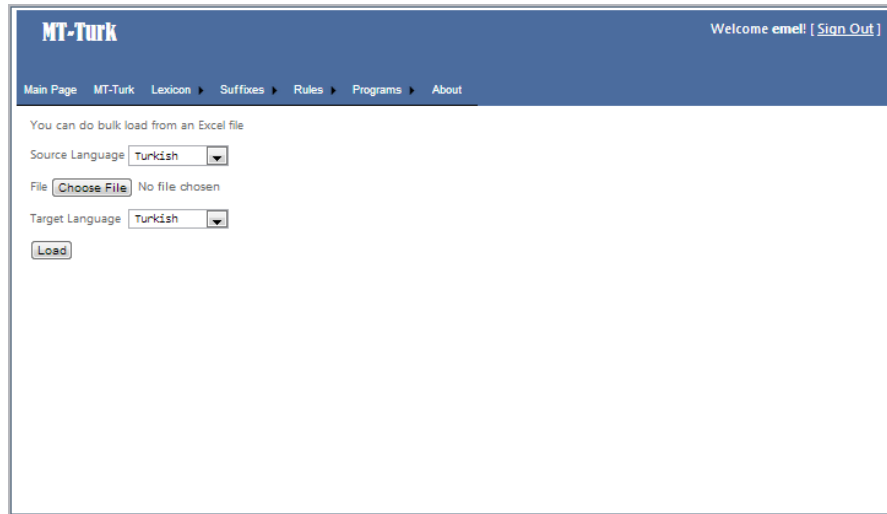 MT-Turk
Welcome emel! [ Sign Out ]
Main Page MT-Turk Lexicon Suffixes Rules Programs About
You can do bulk load from an Excel file
Source Language Turkish
File Choose File No file chosen
Target Language Turkish
Load